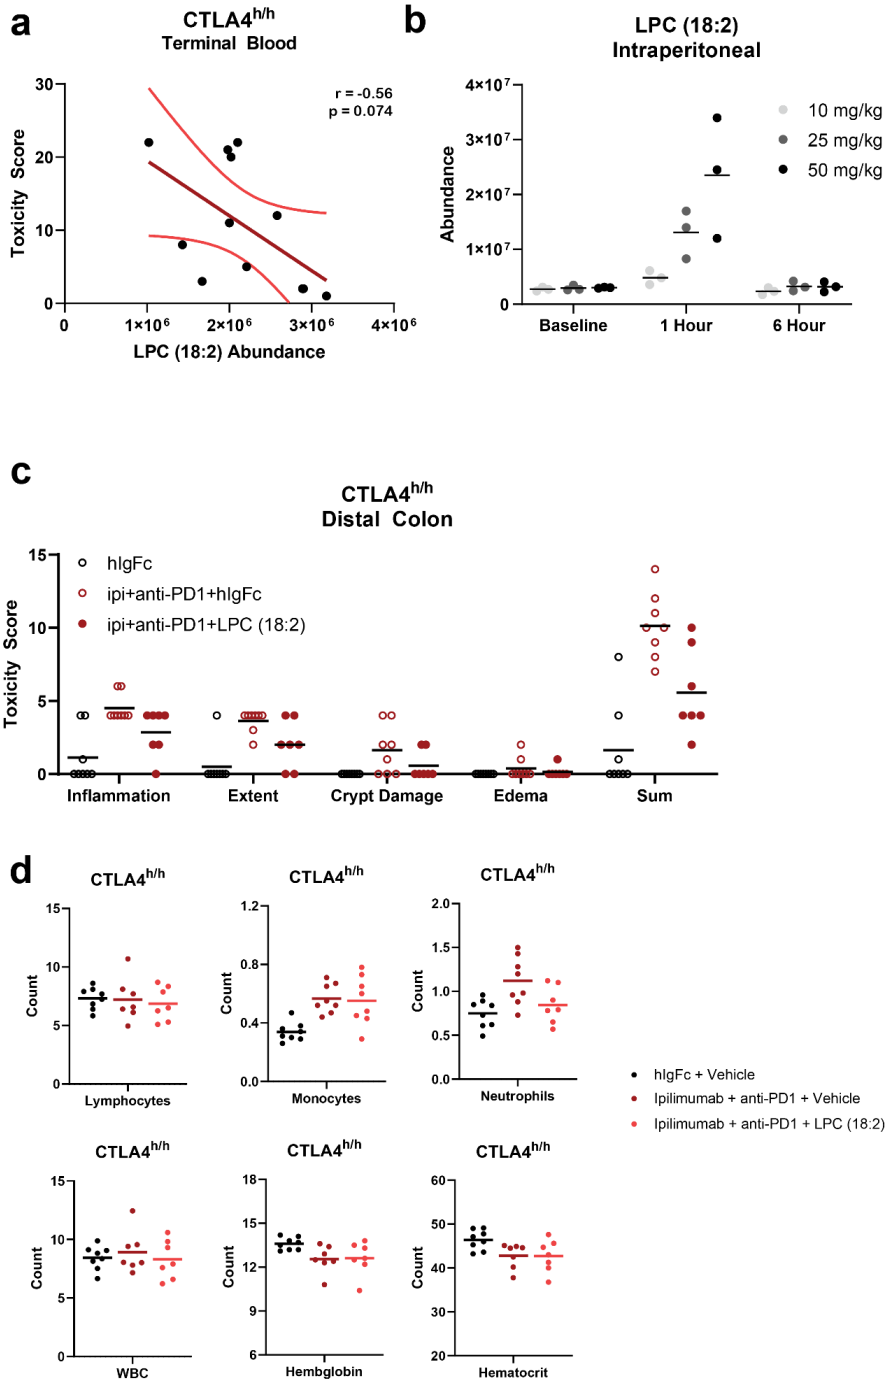 a
CTLA4h/h
Terminal Blood
r = -0.56
p = 0.074
Toxicity Score
30
20
10
0
0
1×10⁶
2×10⁶
3×10⁶
4×10⁶
LPC (18:2) Abundance
b
LPC (18:2)
Intraperitoneal
Abundance
4×10⁷
3×10⁷
2×10⁷
1×10⁷
0
10 mg/kg
25 mg/kg
50 mg/kg
Baseline
1 Hour
6 Hour
c
CTLA4h/h
Distal Colon
Toxicity Score
15
10
5
0
hIgFc
ipi+anti-PD1+hIgFc
ipi+anti-PD1+LPC (18:2)
Inflammation
Extent
Crypt Damage
Edema
Sum
d
CTLA4h/h
Count
15
10
5
0
Lymphocytes
CTLA4h/h
Count
1.2
0.8
0.4
0.0
Monocytes
CTLA4h/h
Count
2.0
1.5
1.0
0.5
0.0
Neutrophils
hIgFc + Vehicle
Ipilimumab + anti-PD1 + Vehicle
Ipilimumab + anti-PD1 + LPC (18:2)
CTLA4h/h
Count
15
10
5
0
WBC
CTLA4h/h
Count
18
15
12
9
6
Hembglobin
CTLA4h/h
Count
60
50
40
30
20
Hematocrit